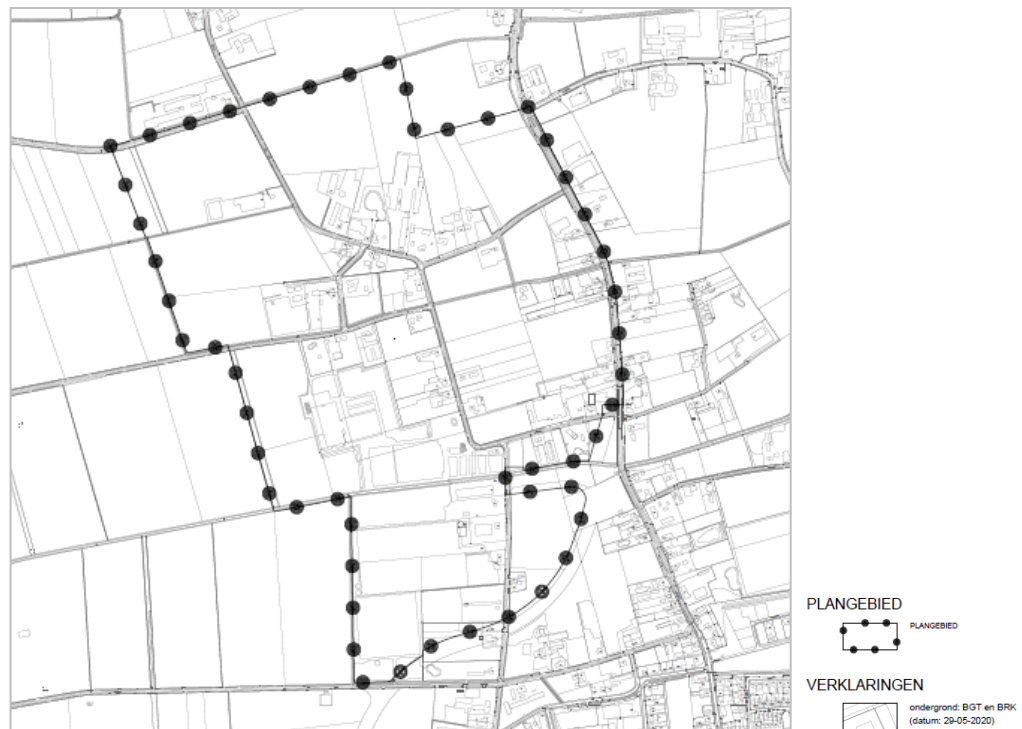 PLANGEBIED
PLANGEBIED
VERKLARINGEN
ondergrond: BGT en BRK
(datum: 29-05-2020)